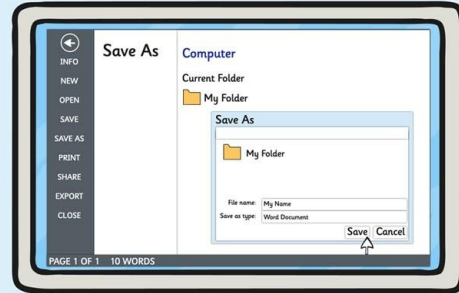 INFO
NEW
OPEN
SAVE
SAVE AS
PRINT
SHARE
EXPORT
CLOSE
Save As
Computer
Current Folder
My Folder
Save As
My Folder
File name: My Name
Save as type: Word Document
Save Cancel
PAGE 1 OF 1 10 WORDS